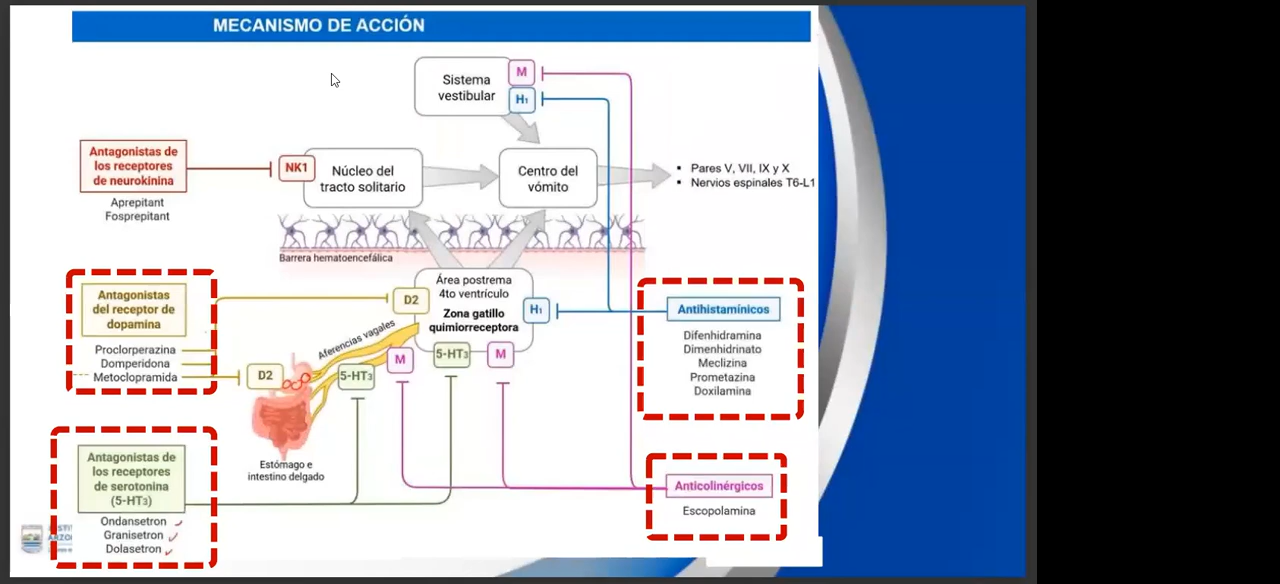 MECANISMO DE ACCIÓN
Sistema
vestibular
M
H1
Antagonistas de
los receptores
de neurokínina
Aprepitant
Fosprepitant
NK1
Núcleo del
tracto solitario
Centro del
vómito
• Pares V, VII, IX y X
• Nervios espinales T6-L1
Barrera hematoencefálica
Antagonistas
del receptor de
dopamina
Proclorperazina
Domperidona
Metoclopramida
D2
Área postrema
4to ventrículo
Zona gatillo
quimiorreceptora
H1
Aferencias vagales
D2
5-HT3
M
5-HT3
M
Estómago e
intestino delgado
Antihistamínicos
Difenhidramina
Dimenhidrinato
Meclizina
Prometazina
Doxilamina
Antagonistas de
los receptores
de serotonina
(5-HT3)
Ondansetron
Granisetron
Dolasetron
Anticolinérgicos
Escopolamina